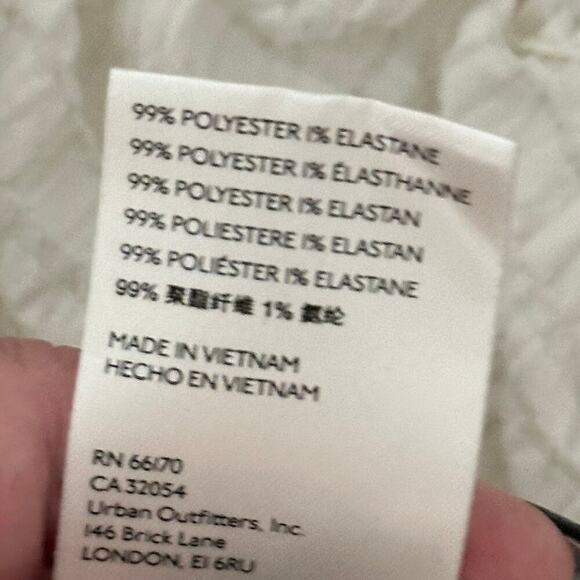 99% POLYESTER 1% ELASTANE
99% POLYESTER 1% ÉLASTHANNE
99% POLYESTER 1% ELASTAN
99% POLIESTERE 1% ELASTAN
99% POLIÉSTER 1% ELASTANE
99% 聚酯纤维 1% 氨纶
MADE IN VIETNAM
HECHO EN VIETNAM
RN 66170
CA 32054
Urban Outfitters, Inc.
146 Brick Lane
LONDON, E1 6RU